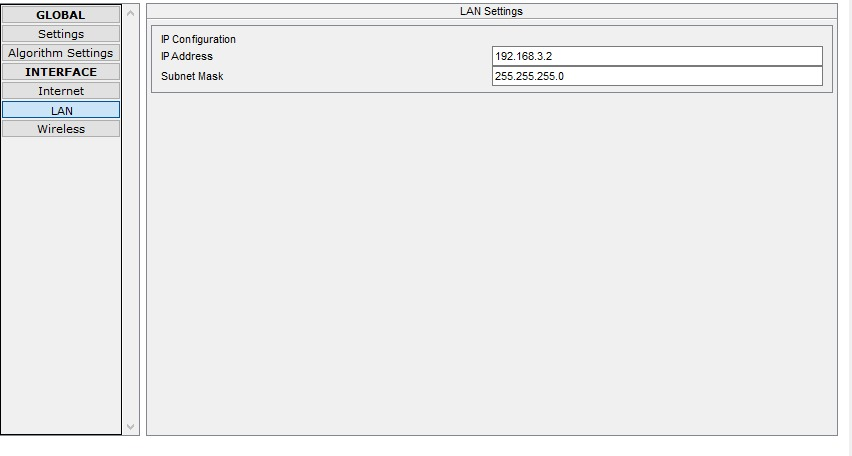 GLOBAL
Settings
Algorithm Settings
INTERFACE
Internet
LAN
Wireless
LAN Settings
IP Configuration
IP Address
192.168.3.2
Subnet Mask
255.255.255.0